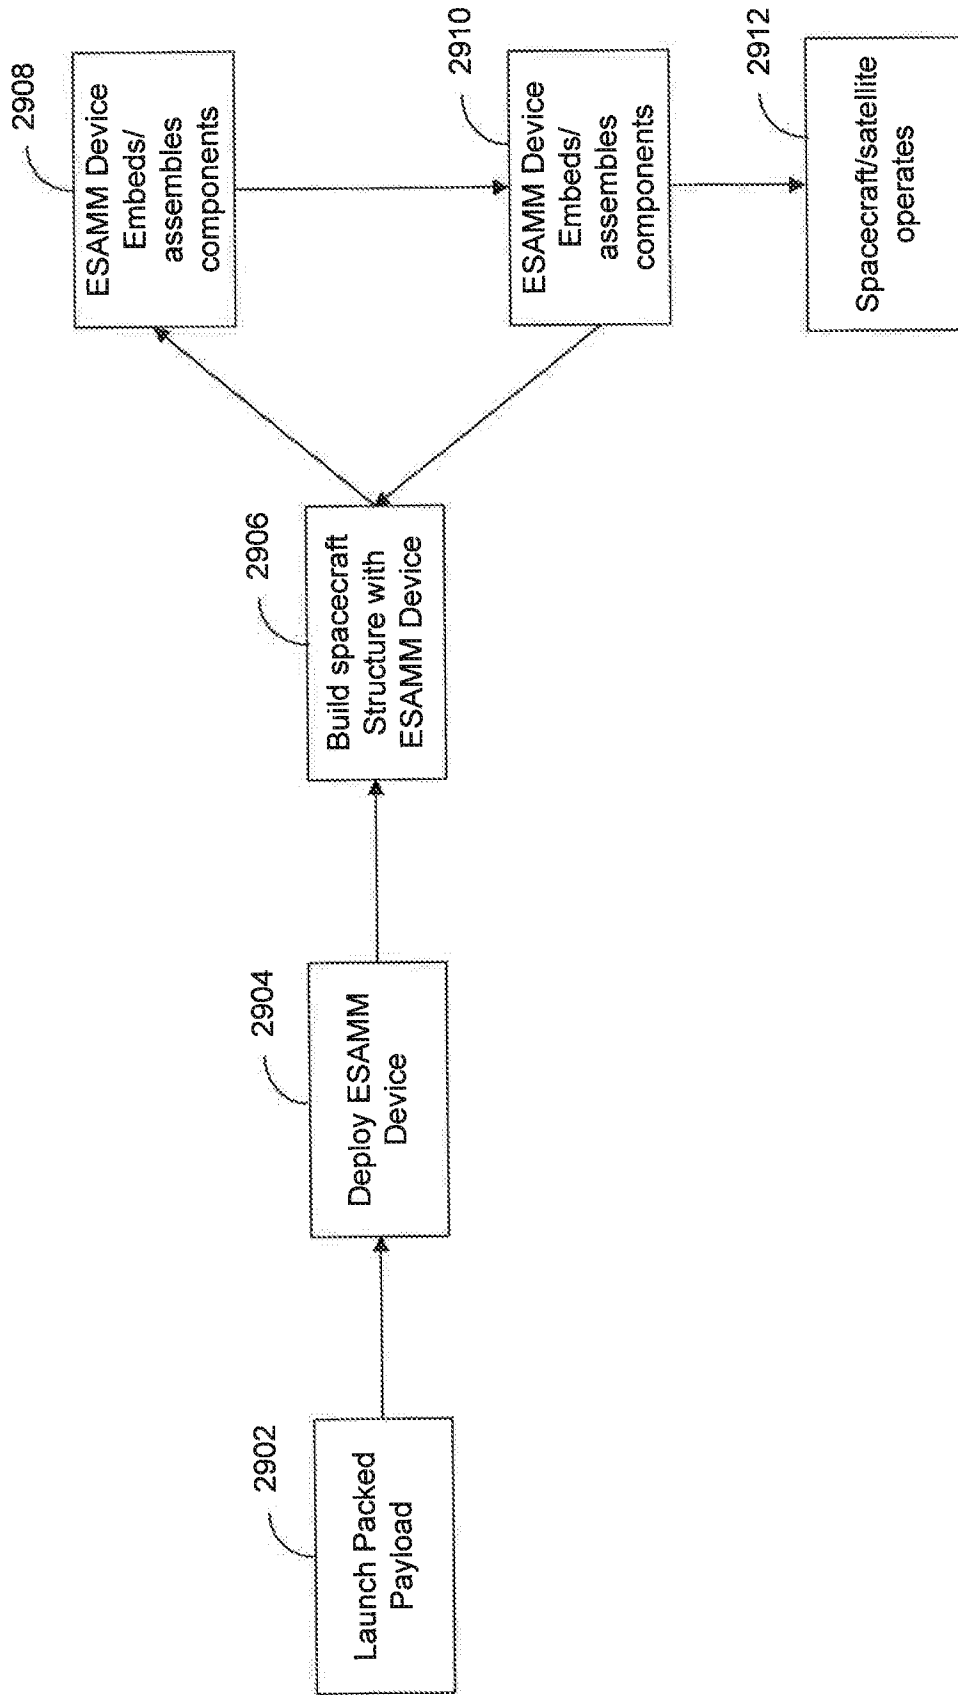 2902
Launch Packed
Payload
2904
Deploy ESAMM
Device
2906
Build spacecraft
Structure with
ESAMM Device
2908
ESAMM Device
Embeds/
assembles
components
2910
ESAMM Device
Embeds/
assembles
components
2912
Spacecraft/satellite
operates